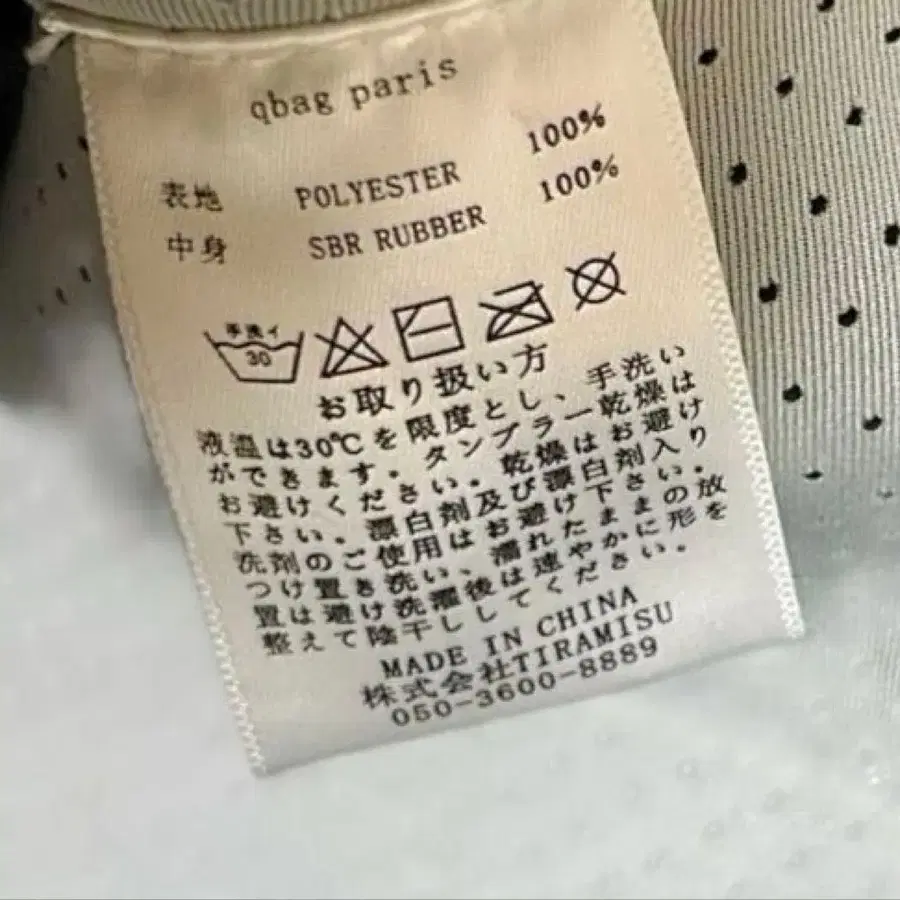 qbag paris
表地 POLYESTER 100%
中身 SBR RUBBER 100%
手洗イ
30
お取り扱い方
液温は30℃を限度とし、手洗い
ができます。タンブラー乾燥は
お避けください。乾燥はお避け
下さい。漂白剤及び漂白剤入り
洗剤のご使用はお避け下さい。
つけ置き洗い、濡れたままの放
置は避け洗濯後は速やかに形を
整えて陰干ししてください。
MADE IN CHINA
株式会社TIRAMISU
050-3600-8889